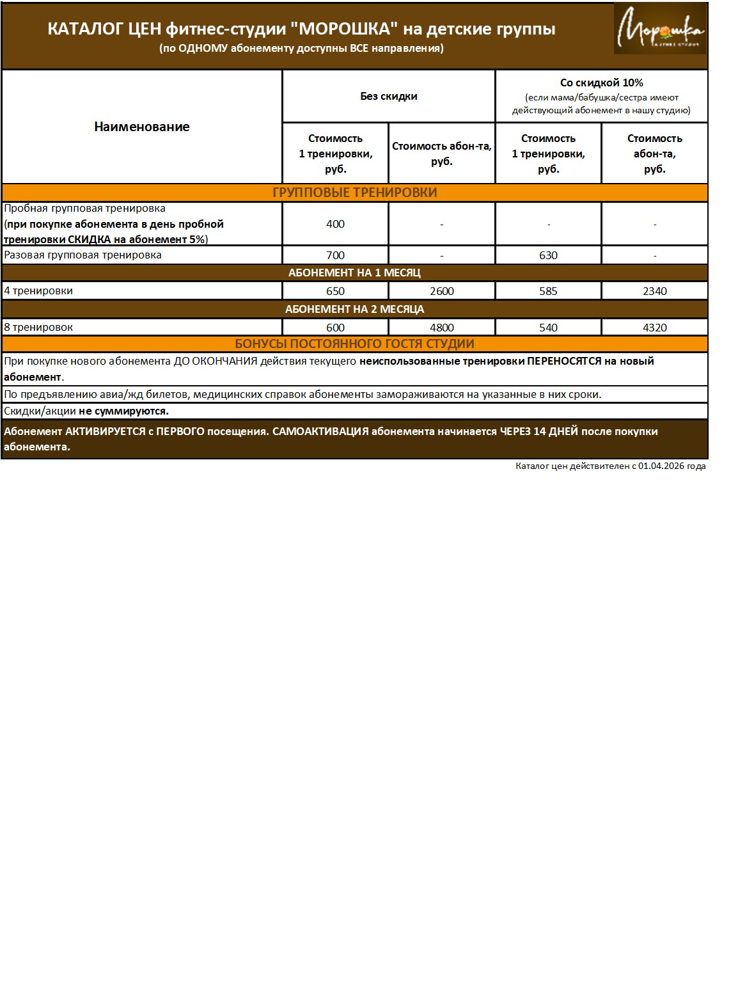 КАТАЛОГ ЦЕН фитнес-студии "МОРОШКА" на детские группы
(по ОДНОМУ абонементу доступны ВСЕ направления)
Морошка
фитнес студия
Наименование
Без скидки
Со скидкой 10%
(если мама/бабушка/сестра имеют
действующий абонемент в нашу студию)
Стоимость
1 тренировки,
руб.
Стоимость абон-та,
руб.
Стоимость
1 тренировки,
руб.
Стоимость
абон-та,
руб.
ГРУППОВЫЕ ТРЕНИРОВКИ
Пробная групповая тренировка
(при покупке абонемента в день пробной
тренировки СКИДКА на абонемент 5%)
400 - - -
Разовая групповая тренировка 700 - 630 -
АБОНЕМЕНТ НА 1 МЕСЯЦ
4 тренировки 650 2600 585 2340
АБОНЕМЕНТ НА 2 МЕСЯЦА
8 тренировок 600 4800 540 4320
БОНУСЫ ПОСТОЯННОГО ГОСТЯ СТУДИИ
При покупке нового абонемента ДО ОКОНЧАНИЯ действия текущего неиспользованные тренировки ПЕРЕНОСЯТСЯ на новый
абонемент.
По предъявлению авиа/жд билетов, медицинских справок абонементы замораживаются на указанные в них сроки.
Скидки/акции не суммируются.
Абонемент АКТИВИРУЕТСЯ с ПЕРВОГО посещения. САМОАКТИВАЦИЯ абонемента начинается ЧЕРЕЗ 14 ДНЕЙ после покупки
абонемента.
Каталог цен действителен с 01.04.2026 года